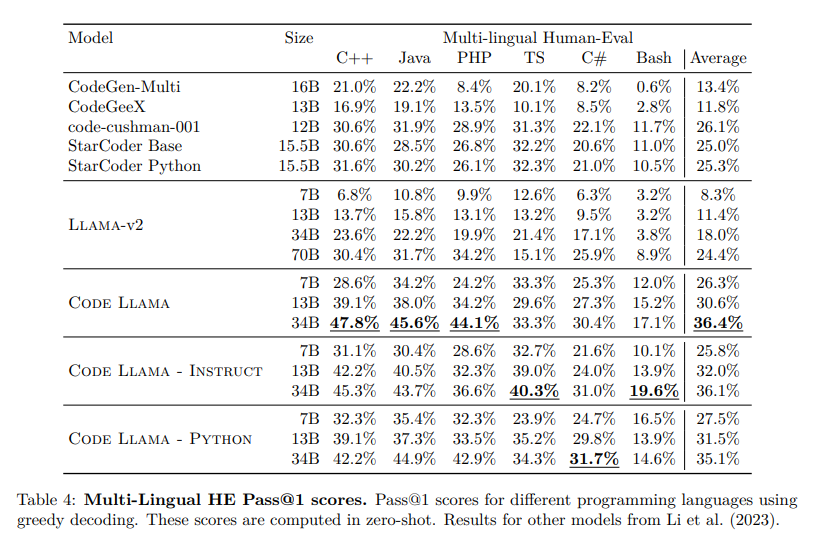 Model Size Multi-lingual Human-Eval
C++ Java PHP TS C# Bash Average
CodeGen-Multi 16B 21.0% 22.2% 8.4% 20.1% 8.2% 0.6% 13.4%
CodeGeeX 13B 16.9% 19.1% 13.5% 10.1% 8.5% 2.8% 11.8%
code-cushman-001 12B 30.6% 31.9% 28.9% 31.3% 22.1% 11.7% 26.1%
StarCoder Base 15.5B 30.6% 28.5% 26.8% 32.2% 20.6% 11.0% 25.0%
StarCoder Python 15.5B 31.6% 30.2% 26.1% 32.3% 21.0% 10.5% 25.3%
Llama-v2
7B 6.8% 10.8% 9.9% 12.6% 6.3% 3.2% 8.3%
13B 13.7% 15.8% 13.1% 13.2% 9.5% 3.2% 11.4%
34B 23.6% 22.2% 19.9% 21.4% 17.1% 3.8% 18.0%
70B 30.4% 31.7% 34.2% 15.1% 25.9% 8.9% 24.4%
Code Llama
7B 28.6% 34.2% 24.2% 33.3% 25.3% 12.0% 26.3%
13B 39.1% 38.0% 34.2% 29.6% 27.3% 15.2% 30.6%
34B 47.8% 45.6% 44.1% 33.3% 30.4% 17.1% 36.4%
Code Llama - Instruct
7B 31.1% 30.4% 28.6% 32.7% 21.6% 10.1% 25.8%
13B 42.2% 40.5% 32.3% 39.0% 24.0% 13.9% 32.0%
34B 45.3% 43.7% 36.6% 40.3% 31.0% 19.6% 36.1%
Code Llama - Python
7B 32.3% 35.4% 32.3% 23.9% 24.7% 16.5% 27.5%
13B 39.1% 37.3% 33.5% 35.2% 29.8% 13.9% 31.5%
34B 42.2% 44.9% 42.9% 34.3% 31.7% 14.6% 35.1%
Table 4: Multi-Lingual HE Pass@1 scores. Pass@1 scores for different programming languages using
greedy decoding. These scores are computed in zero-shot. Results for other models from Li et al. (2023).